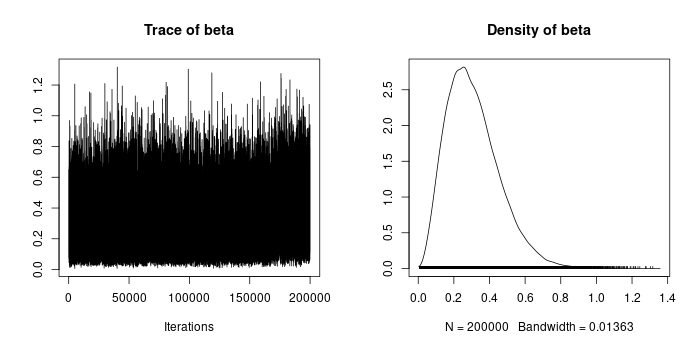 Trace of beta
0.0 0.2 0.4 0.6 0.8 1.0 1.2
0 50000 100000 150000 200000
Iterations
Density of beta
0.0 0.5 1.0 1.5 2.0 2.5
0.0 0.2 0.4 0.6 0.8 1.0 1.2 1.4
N = 200000 Bandwidth = 0.01363